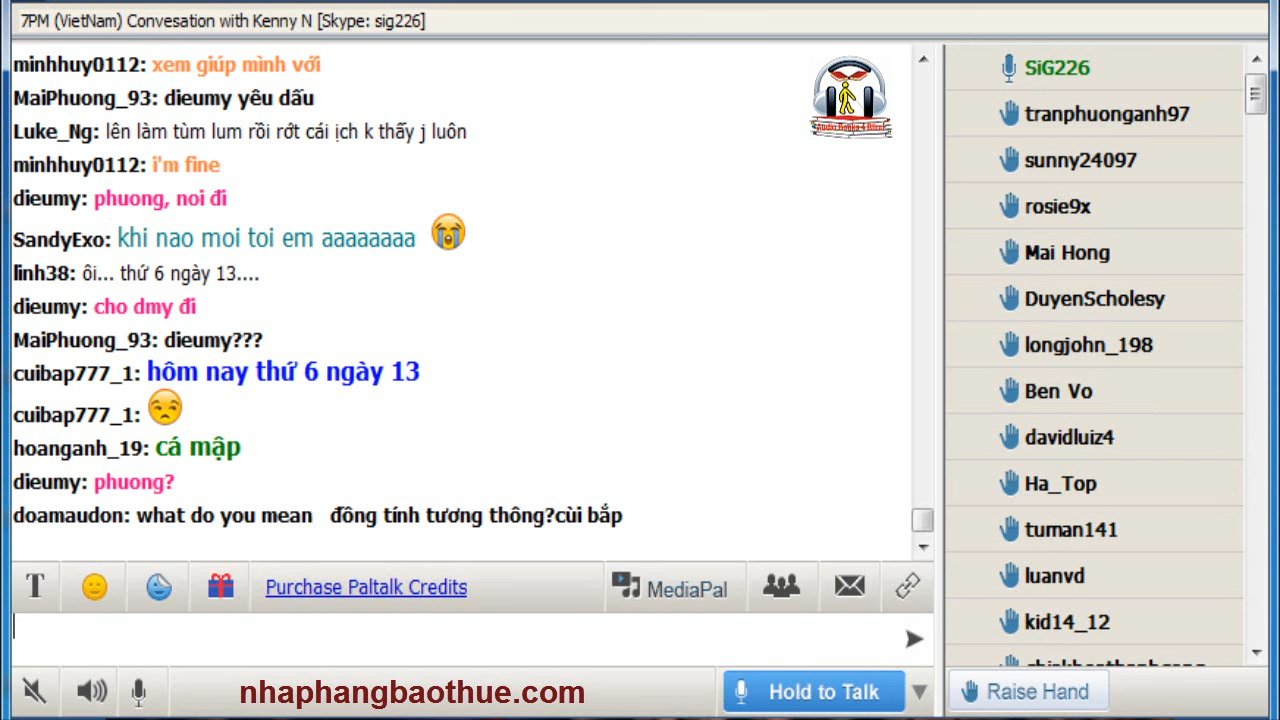 7PM (VietNam) Convesation with Kenny N [Skype: sig226]
minhhuy0112: xem giúp mình với
MaiPhuong_93: dieumy yêu dấu
Luke_Ng: lên làm tùm lum rồi rớt cái ịch k thấy j luôn
minhhuy0112: i'm fine
dieumy: phuong, noi đi
SandyExo: khi nao moi toi em aaaaaaaa
linh38: ôi... thứ 6 ngày 13....
dieumy: cho dmy đi
MaiPhuong_93: dieumy???
cuibap777_1: hôm nay thứ 6 ngày 13
cuibap777_1:
hoanganh_19: cá mập
dieumy: phuong?
doamaudon: what do you mean đồng tính tương thông?cùi bắp
SiG226
tranphuonganh97
sunny24097
rosie9x
Mai Hong
DuyenScholesy
longjohn_198
Ben Vo
davidluiz4
Ha_Top
tuman141
luanvd
kid14_12
T
Purchase Paltalk Credits
MediaPal
nhaphangbaothue.com
Hold to Talk
Raise Hand